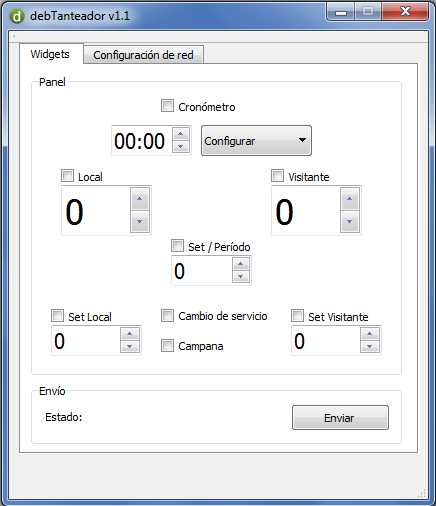 debTanteador v1.1
Widgets Configuración de red
Panel
Cronómetro
00:00 Configurar
Local Visitante
0 0
Set / Período
0
Set Local Cambio de servicio Set Visitante
0 Campana 0
Envío
Estado: Enviar